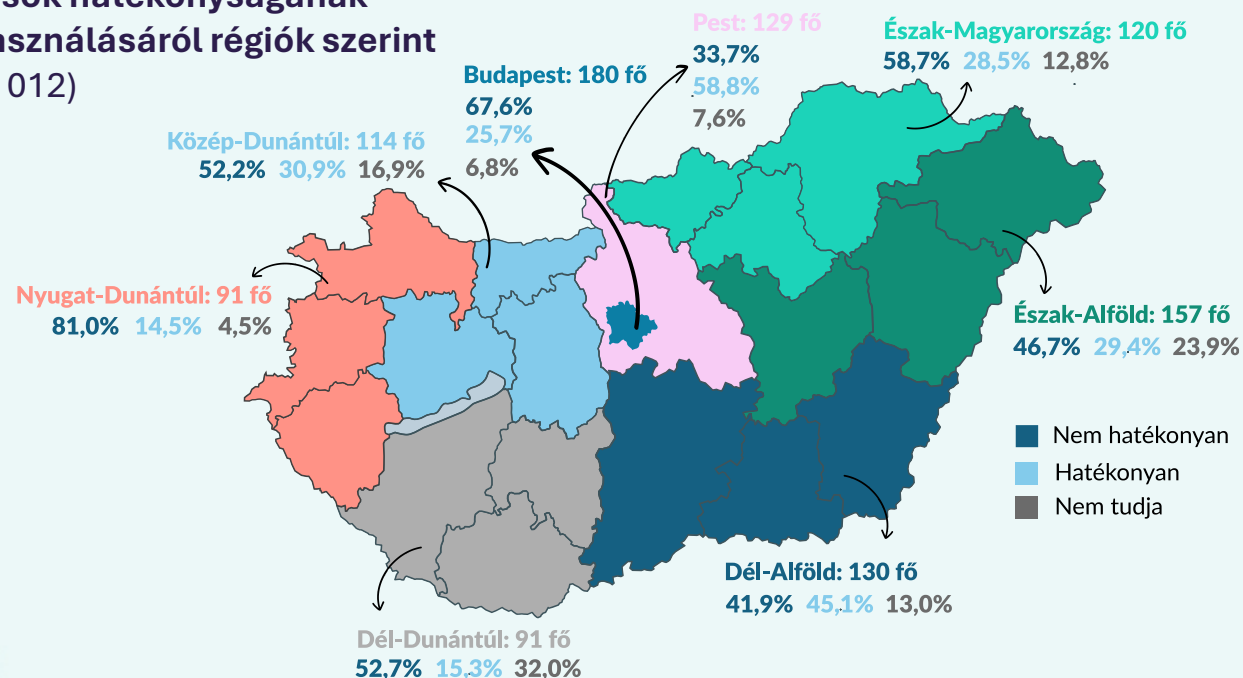 használásáról régiók szerint
012)
Budapest: 180 fő
67,6%
25,7%
6,8%
Pest: 129 fő
33,7%
58,8%
7,6%
Észak-Magyarország: 120 fő
58,7% 28,5% 12,8%
Közép-Dunántúl: 114 fő
52,2% 30,9% 16,9%
Nyugat-Dunántúl: 91 fő
81,0% 14,5% 4,5%
Észak-Alföld: 157 fő
46,7% 29,4% 23,9%
Nem hatékonyan
Hatékonyan
Nem tudja
Dél-Alföld: 130 fő
41,9% 45,1% 13,0%
Dél-Dunántúl: 91 fő
52,7% 15,3% 32,0%